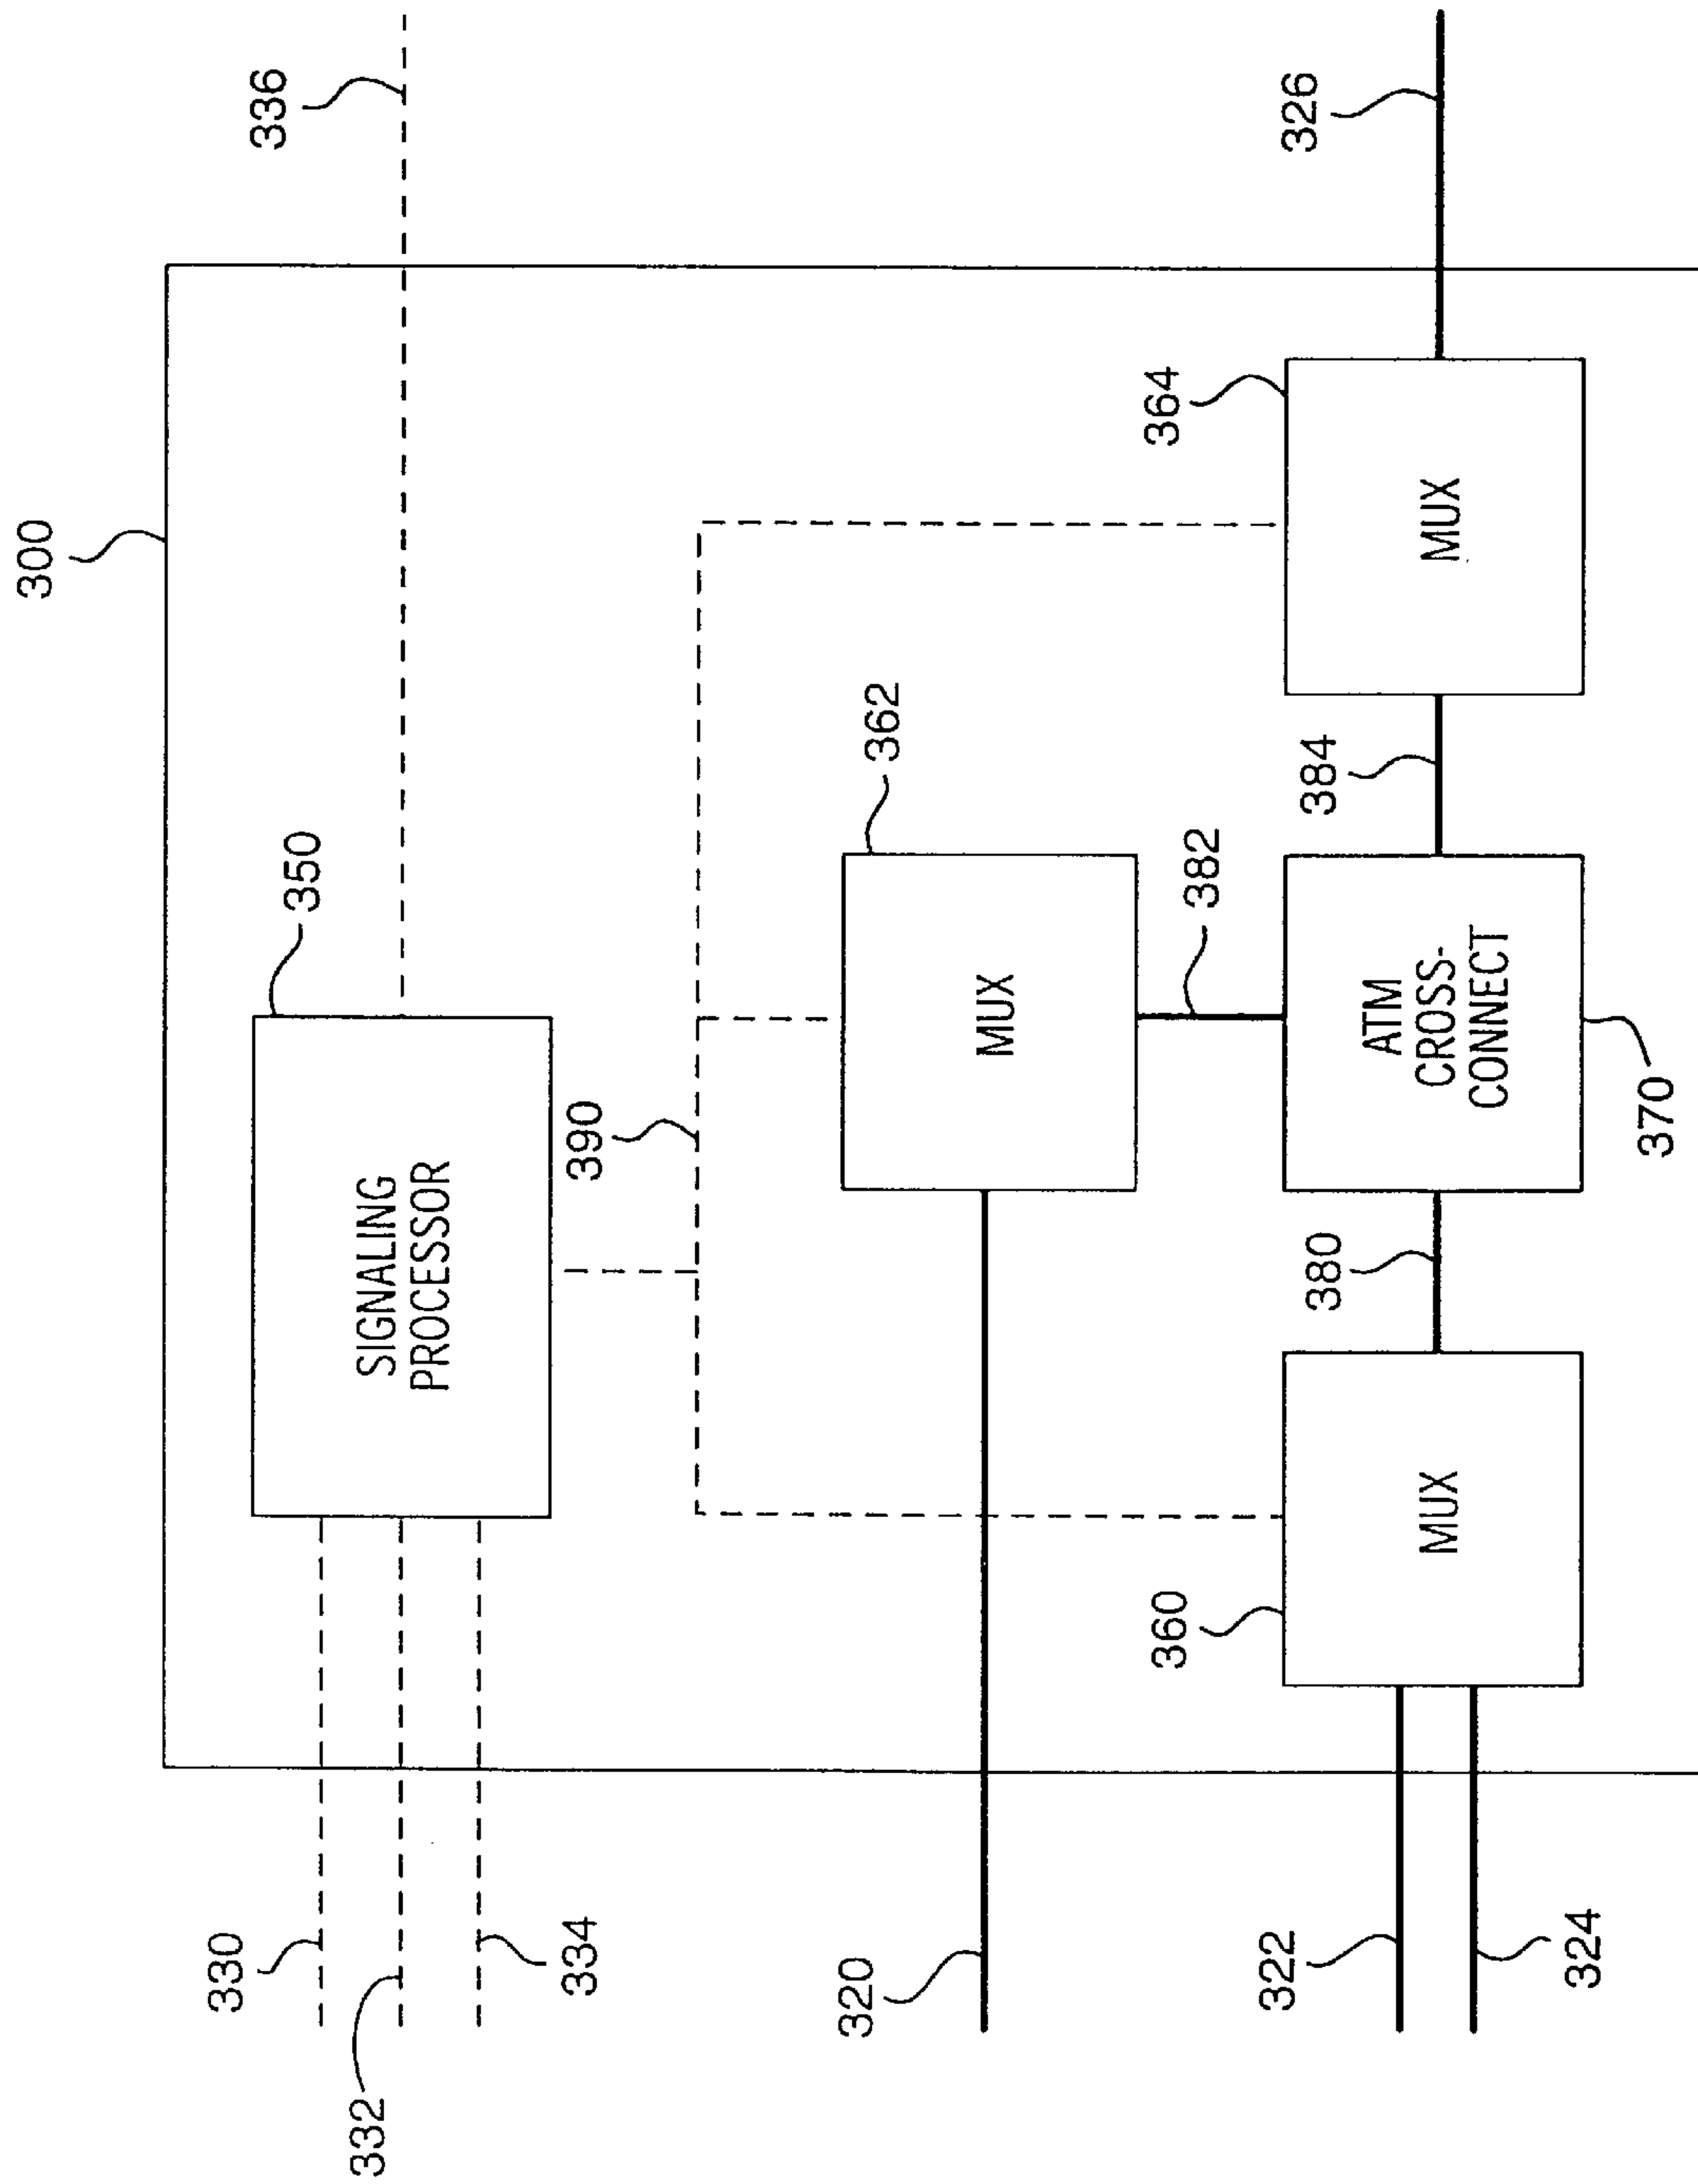 300
336
330
332
334
350
SIGNALING
PROCESSOR
390
362
MUX
320
382
364
MUX
326
384
ATM
CROSS-
CONNECT
370
380
360
MUX
322
324